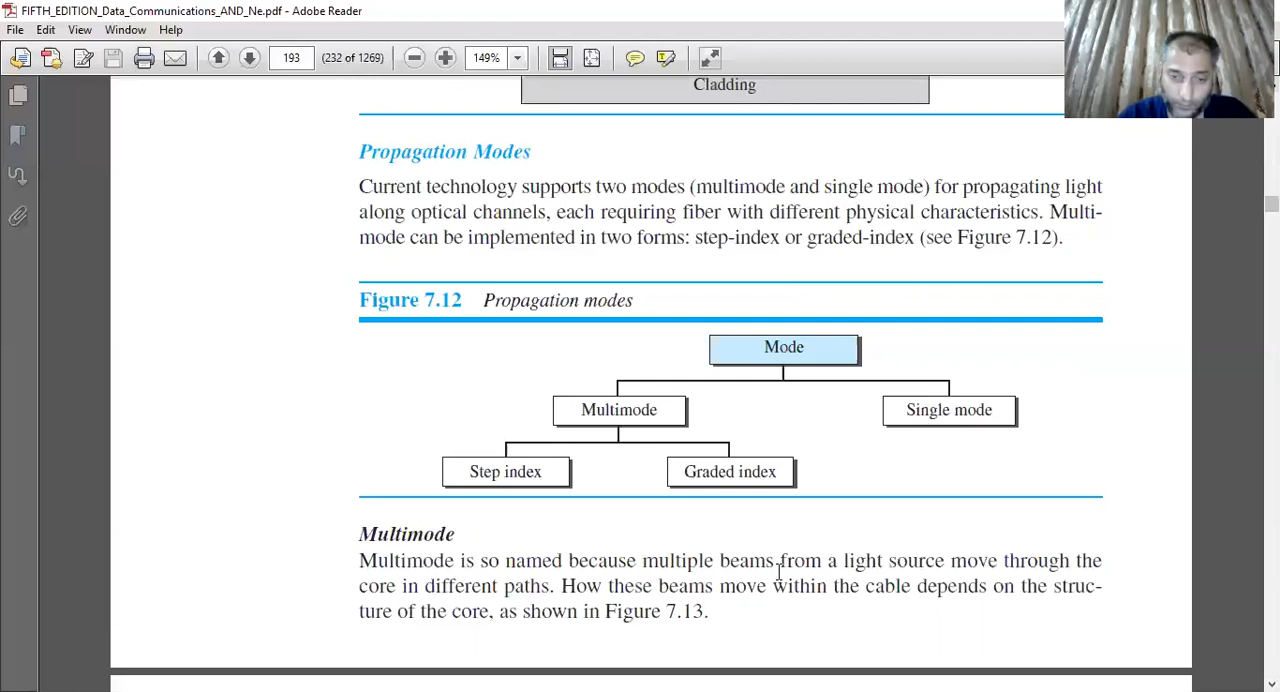 FIFTH_EDITION_Data_Communications_AND_Ne.pdf - Adobe Reader
File Edit View Window Help
193 (232 of 1269) 149%
Cladding
Propagation Modes
Current technology supports two modes (multimode and single mode) for propagating light
along optical channels, each requiring fiber with different physical characteristics. Multi-
mode can be implemented in two forms: step-index or graded-index (see Figure 7.12).
Figure 7.12 Propagation modes
Mode
Multimode Single mode
Step index Graded index
Multimode
Multimode is so named because multiple beams from a light source move through the
core in different paths. How these beams move within the cable depends on the struc-
ture of the core, as shown in Figure 7.13.